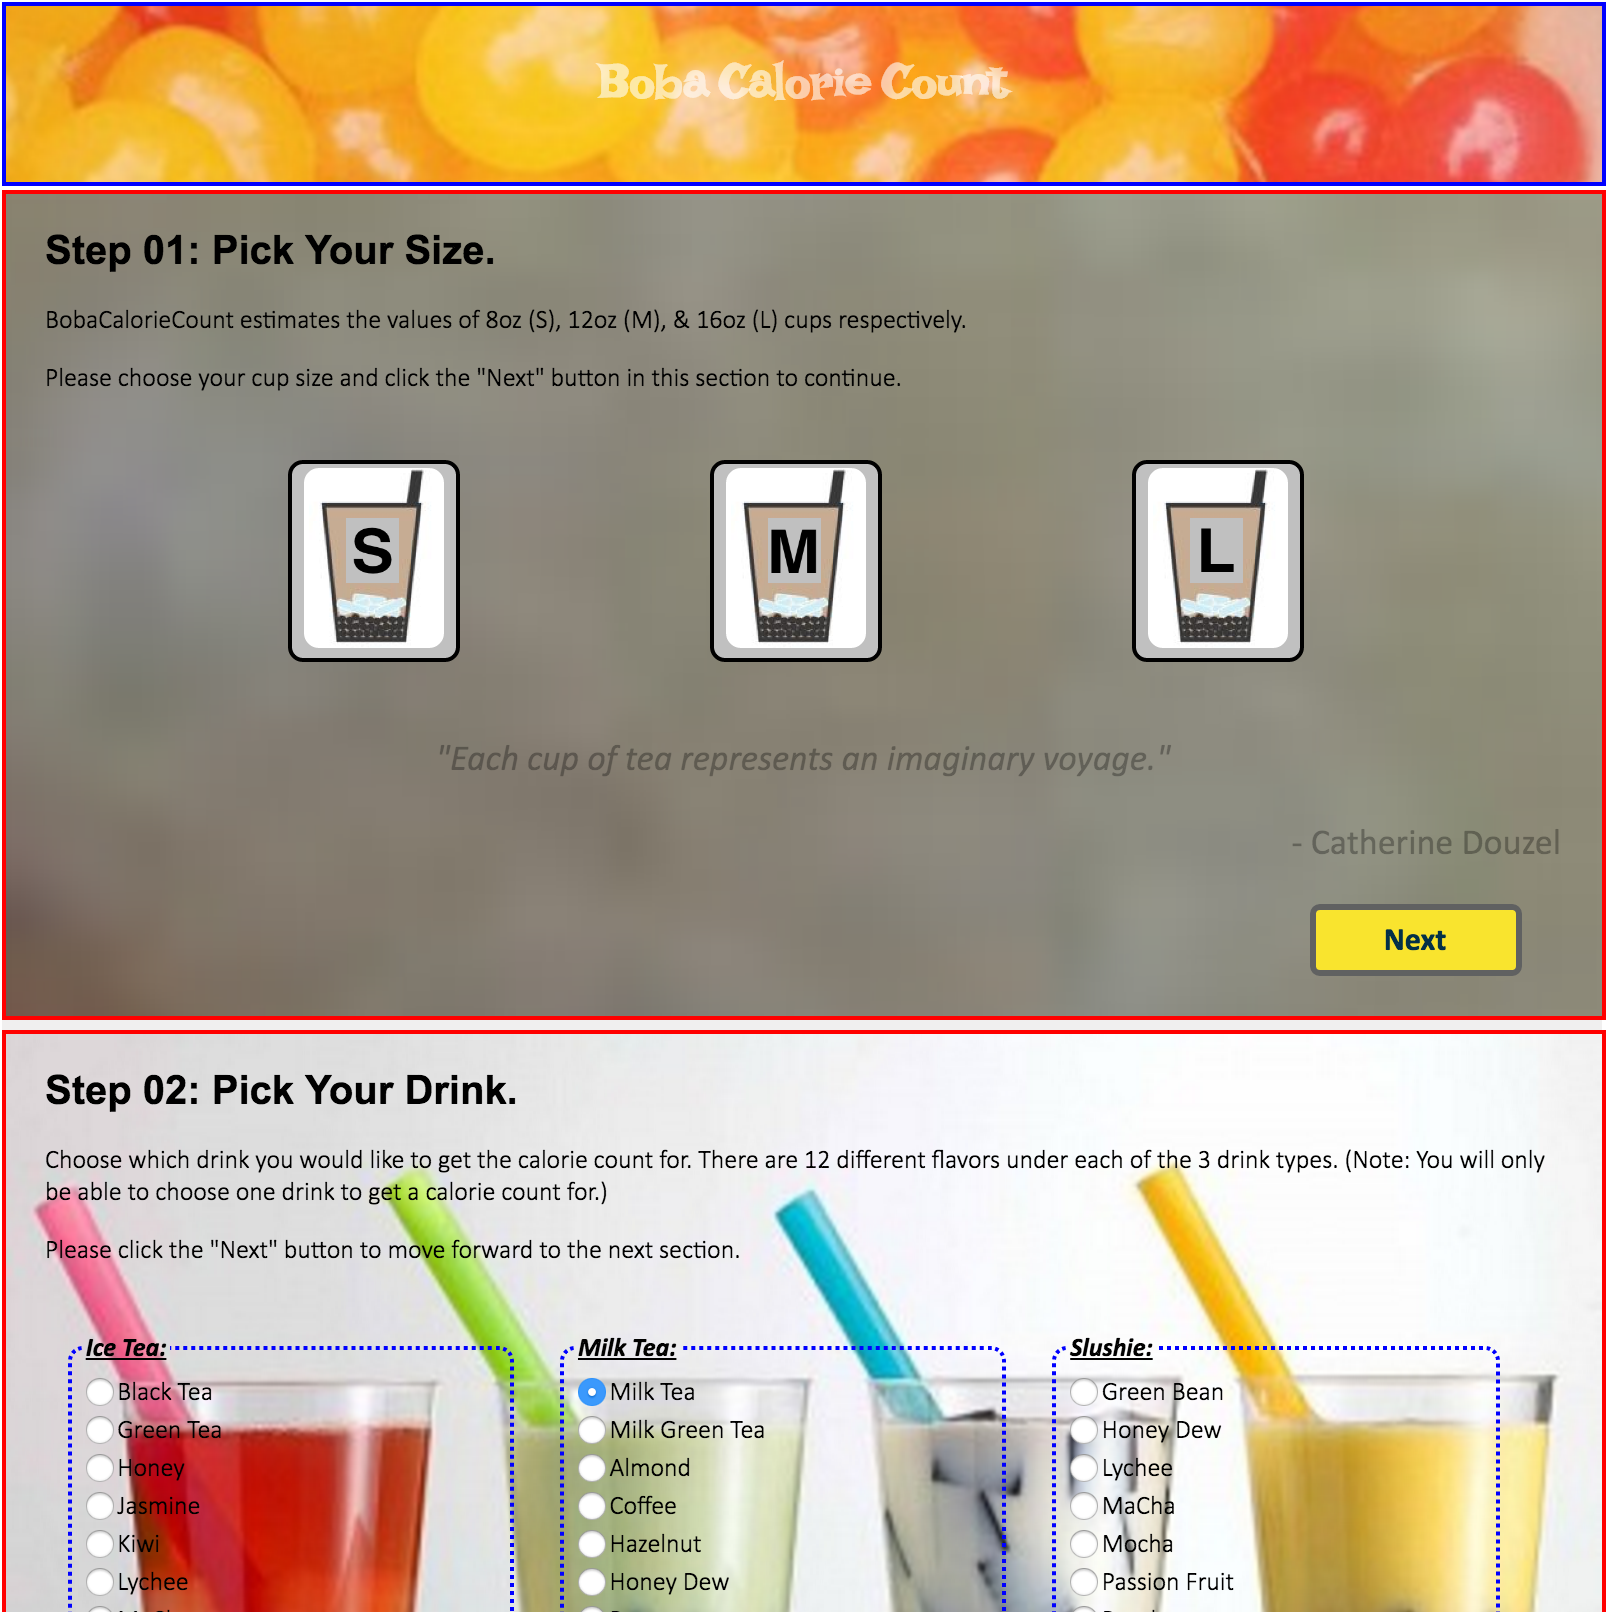 Boba Calorie Count
Step 01: Pick Your Size.
BobaCalorieCount estimates the values of 8oz (S), 12oz (M), & 16oz (L) cups respectively.
Please choose your cup size and click the "Next" button in this section to continue.
S M L
"Each cup of tea represents an imaginary voyage."
- Catherine Douzel
Next
Step 02: Pick Your Drink.
Choose which drink you would like to get the calorie count for. There are 12 different flavors under each of the 3 drink types. (Note: You will only
be able to choose one drink to get a calorie count for.)
Please click the "Next" button to move forward to the next section.
Ice Tea:
Black Tea
Green Tea
Honey
Jasmine
Kiwi
Lychee
Milk Tea:
Milk Tea
Milk Green Tea
Almond
Coffee
Hazelnut
Honey Dew
Slushie:
Green Bean
Honey Dew
Lychee
MaCha
Mocha
Passion Fruit